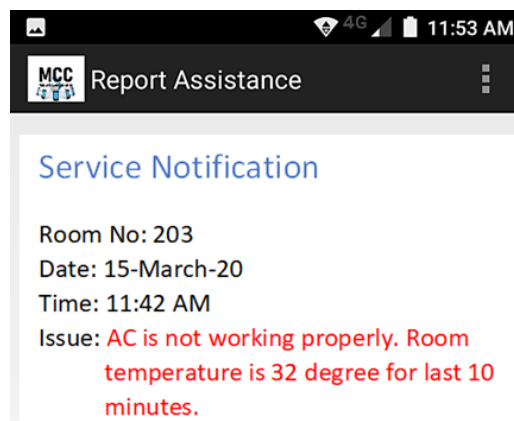 4G 11:53 AM
MCC Report Assistance
Service Notification
Room No: 203
Date: 15-March-20
Time: 11:42 AM
Issue: AC is not working properly. Room
temperature is 32 degree for last 10
minutes.